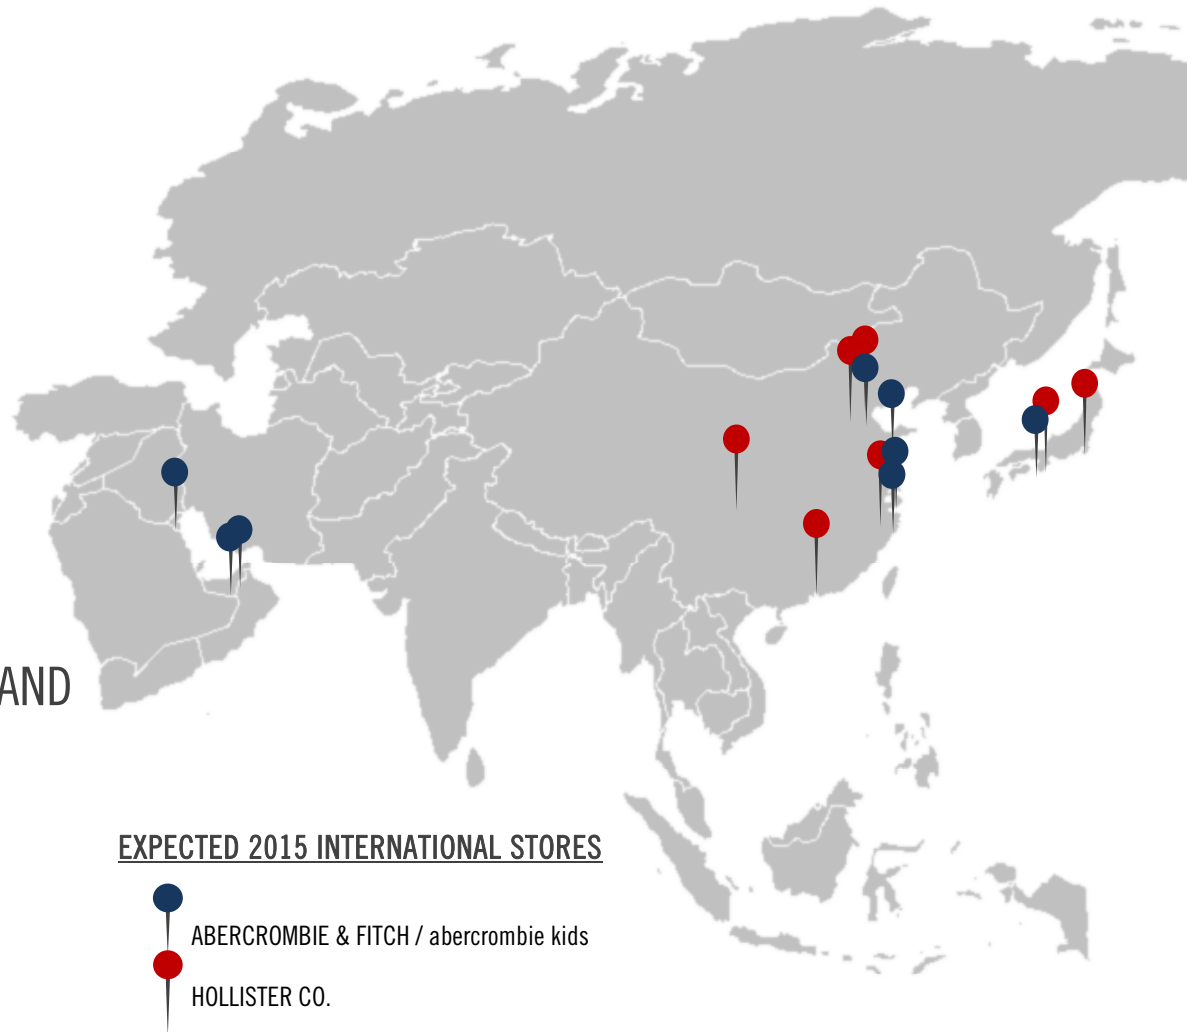 AND
EXPECTED 2015 INTERNATIONAL STORES
ABERCROMBIE & FITCH / abercrombie kids
HOLLISTER CO.